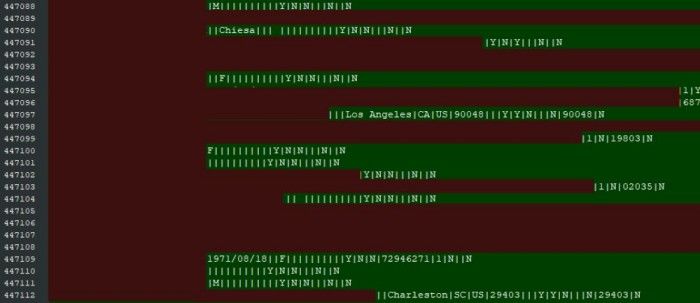 447088 |M||||||||||Y|N|N|||N||N
447089
447090 ||Chiesa||| ||||||||||Y|N|N|||N||N
447091 |Y|N|Y|||N||N
447092
447093
447094 ||F||||||||||Y|N|N|||N||N
447095 |1|Y
447096 |687
447097 |||Los Angeles|CA|US|90048|||Y|Y|N|||N|90048|N
447098
447099 |1|N|19803|N
447100 F||||||||||Y|N|N|||N||N
447101 ||||||||||Y|N|N|||N||N
447102 |Y|N|N|||N||N
447103 |1|N|02035|N
447104 || ||||||||||Y|N|N|||N||N
447105
447106
447107
447108
447109 1971/08/18||F||||||||||Y|N|N|72946271|1|N||N
447110 ||||||||||Y|N|N|||N||N
447111 |M||||||||||Y|N|N|||N||N
447112 ||Charleston|SC|US|29403|||Y|Y|N|||N|29403|N